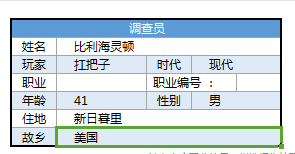 调查员
姓名 比利海灵顿
玩家 扛把子 时代 现代
职业 职业编号：
年龄 41 性别 男
住地 新日暮里
故乡 美国